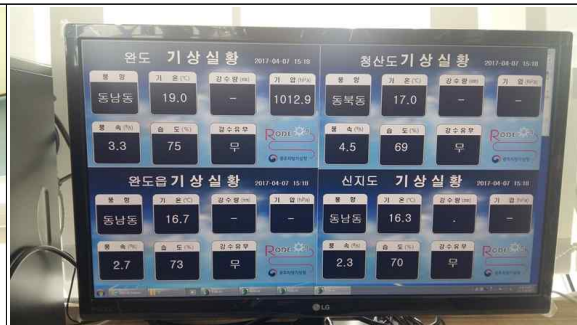 완도 기상실황 2017-04-07 15:18
풍향 기온(℃) 강수량(mm) 기압(hPa)
동남동 19.0 - 1012.9
풍속(㎧) 습도(%) 강수유무
3.3 75 무
청산도 기상실황 2017-04-07 15:18
풍향 기온(℃) 강수량(mm) 기압(hPa)
동북동 17.0 - -
풍속(㎧) 습도(%) 강수유무
4.5 69 무
완도읍 기상실황 2017-04-07 15:18
풍향 기온(℃) 강수량(mm) 기압(hPa)
동남동 16.7 - -
풍속(㎧) 습도(%) 강수유무
2.7 73 무
신지도 기상실황 2017-04-07 15:18
풍향 기온(℃) 강수량(mm) 기압(hPa)
동남동 16.3 . -
풍속(㎧) 습도(%) 강수유무
2.3 70 무
LG